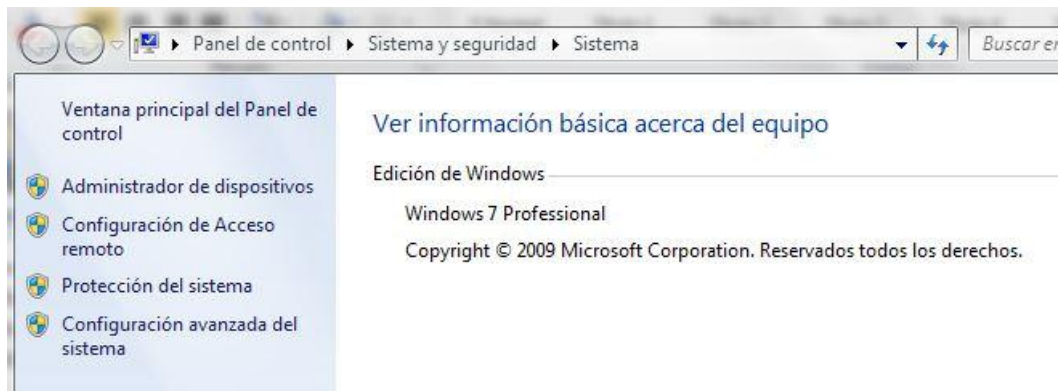 Panel de control ▸ Sistema y seguridad ▸ Sistema
Buscar en
Ventana principal del Panel de
control
Administrador de dispositivos
Configuración de Acceso
remoto
Protección del sistema
Configuración avanzada del
sistema
Ver información básica acerca del equipo
Edición de Windows
Windows 7 Professional
Copyright © 2009 Microsoft Corporation. Reservados todos los derechos.